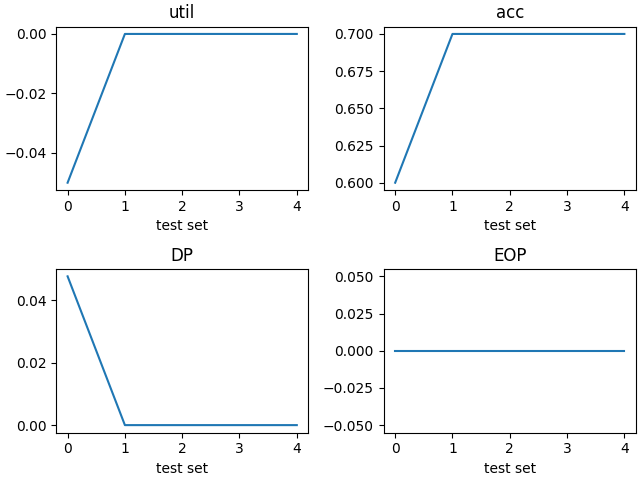 util
0.00
−0.02
−0.04
0 1 2 3 4
test set
acc
0.700
0.675
0.650
0.625
0.600
0 1 2 3 4
test set
DP
0.04
0.02
0.00
0 1 2 3 4
test set
EOP
0.050
0.025
0.000
−0.025
−0.050
0 1 2 3 4
test set